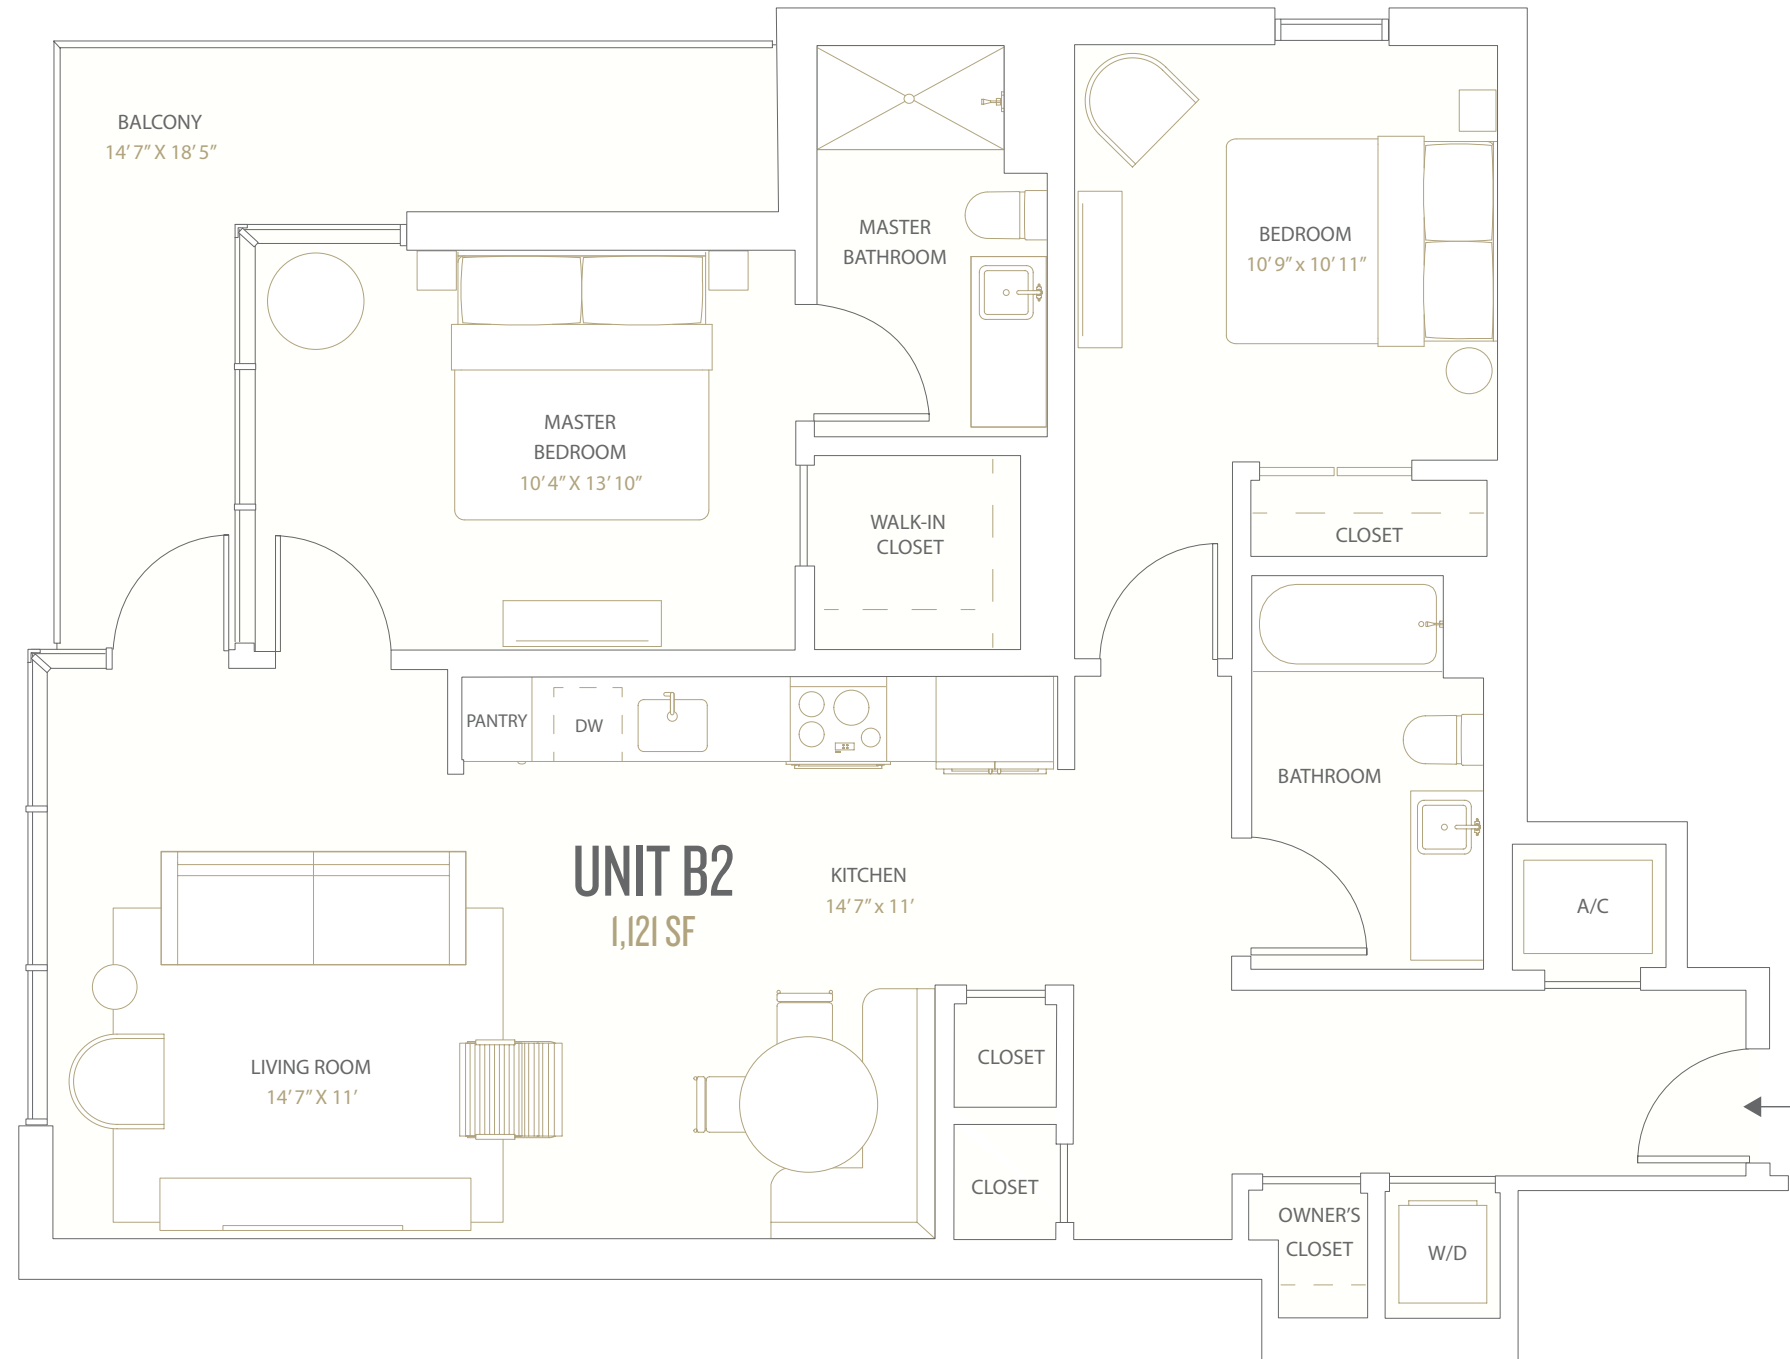 BALCONY
14'7" X 18'5"
MASTER
BATHROOM
BEDROOM
10'9" x 10'11"
MASTER
BEDROOM
10'4" X 13'10"
WALK-IN
CLOSET
CLOSET
PANTRY
DW
BATHROOM
UNIT B2
1,121 SF
KITCHEN
14'7" x 11'
A/C
LIVING ROOM
14'7" X 11'
CLOSET
CLOSET
OWNER'S
CLOSET
W/D